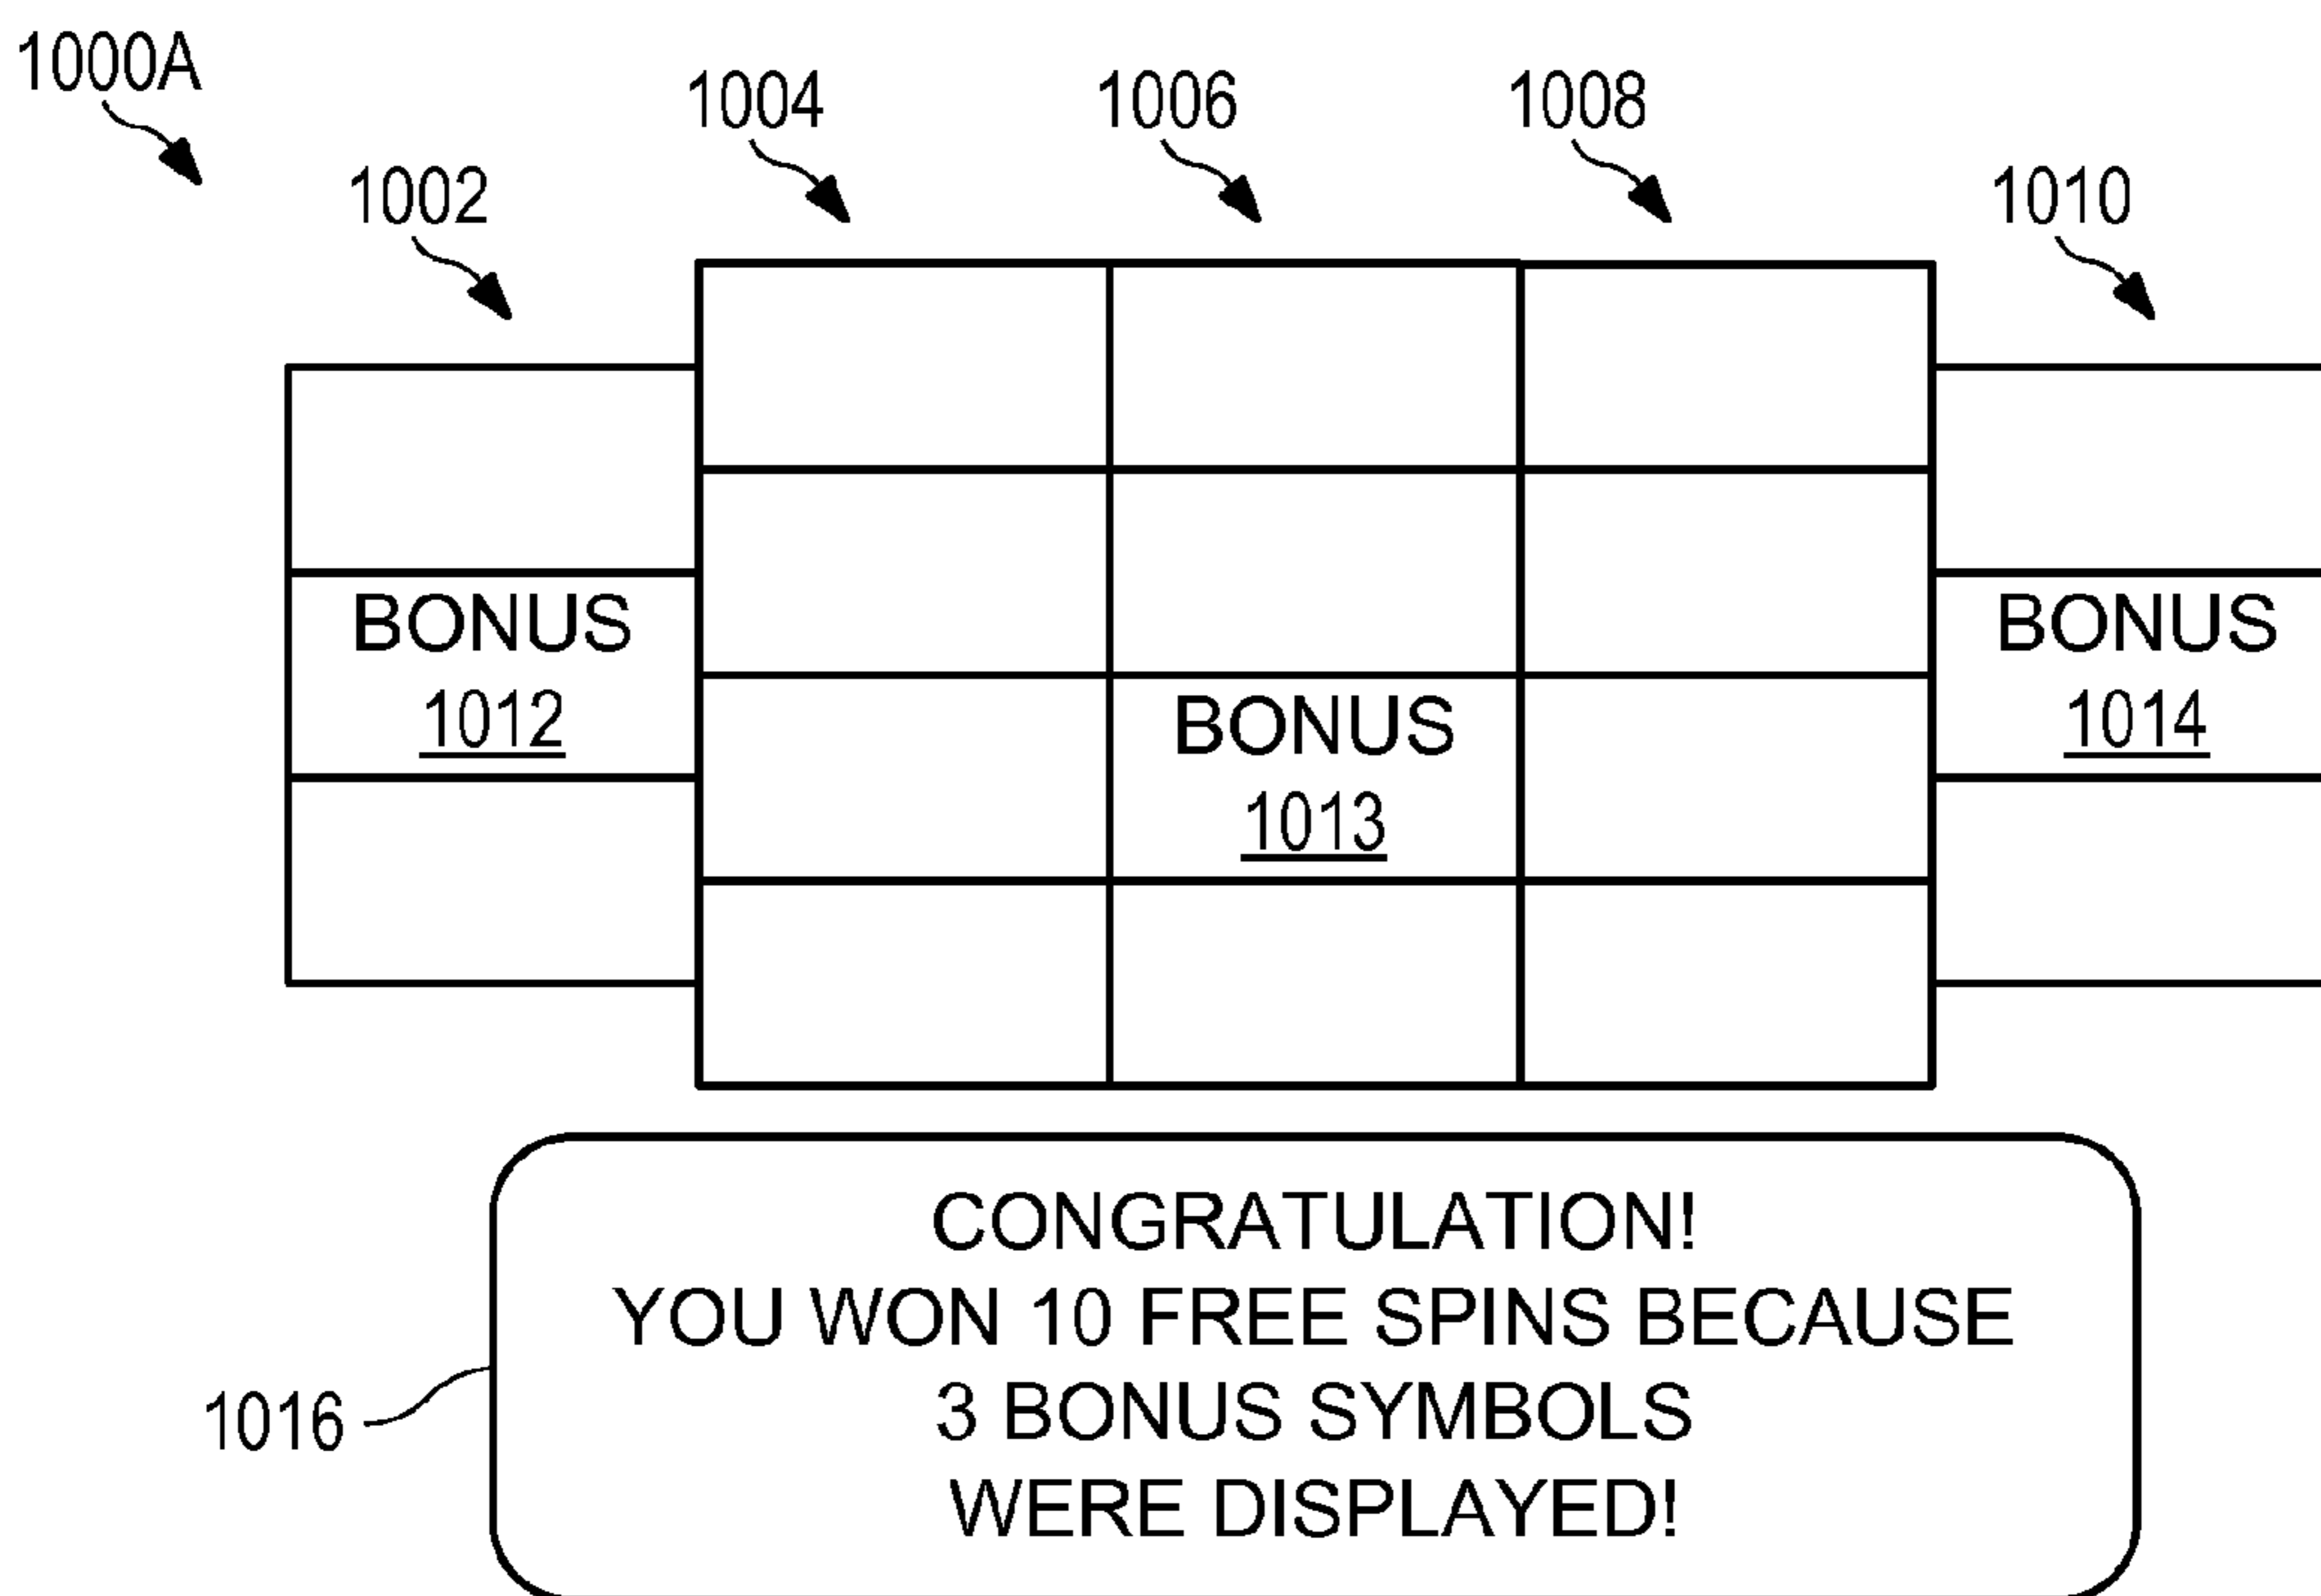 1000A
1004
1006
1008
1002
1010
BONUS
1012
BONUS
1014
BONUS
1013
CONGRATULATION!
YOU WON 10 FREE SPINS BECAUSE
3 BONUS SYMBOLS
WERE DISPLAYED!
1016